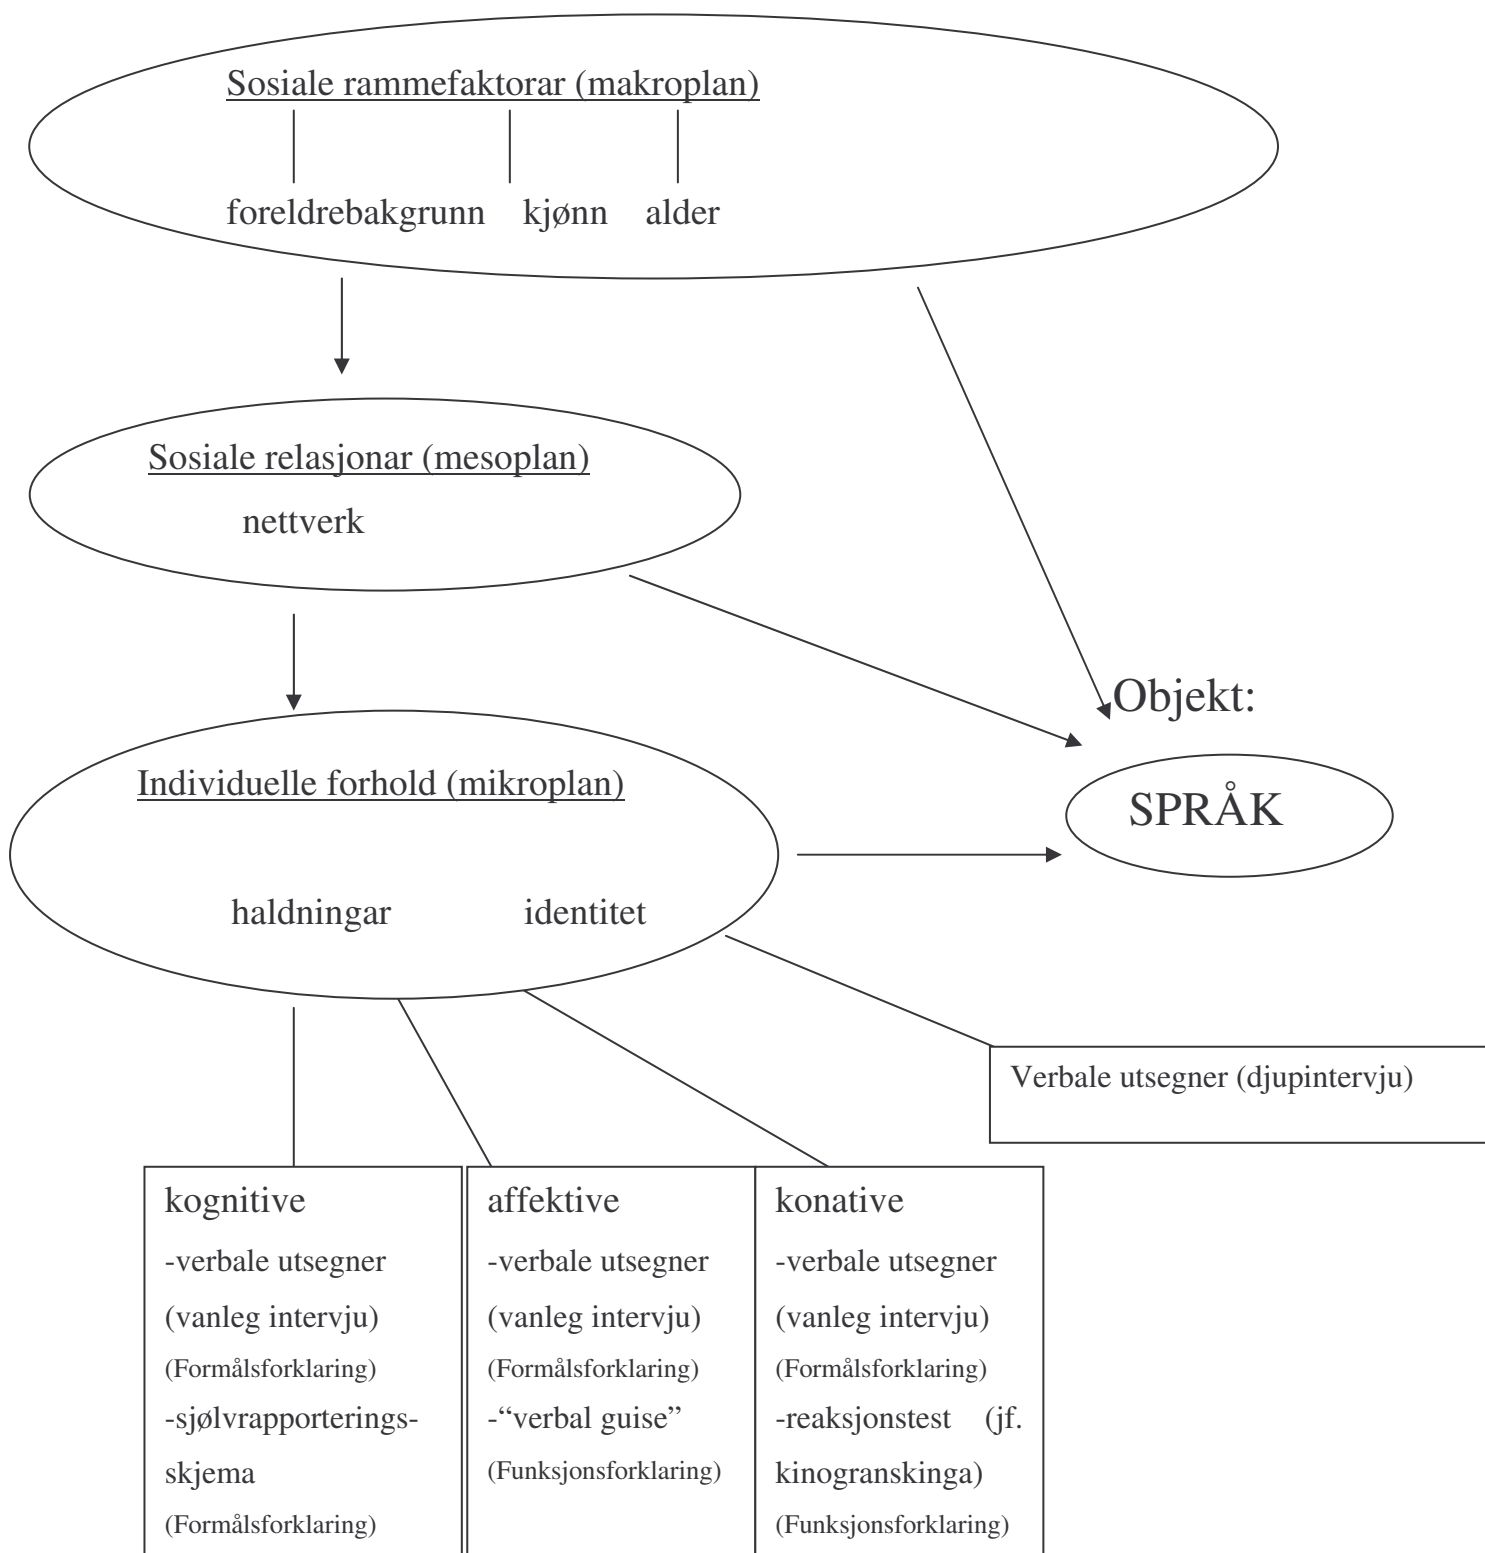 Sosiale rammefaktorar (makroplan)
foreldrebakgrunn kjønn alder
Sosiale relasjonar (mesoplan)
nettverk
Objekt:
SPRÅK
Individuelle forhold (mikroplan)
haldningar identitet
Verbale utsegner (djupintervju)
kognitive
-verbale utsegner
(vanleg intervju)
(Formålsforklaring)
-sjølvrapporterings-
skjema
(Formålsforklaring)
affektive
-verbale utsegner
(vanleg intervju)
(Formålsforklaring)
-“verbal guise”
(Funksjonsforklaring)
konative
-verbale utsegner
(vanleg intervju)
(Formålsforklaring)
-reaksjonstest (jf.
kinogranskinga)
(Funksjonsforklaring)